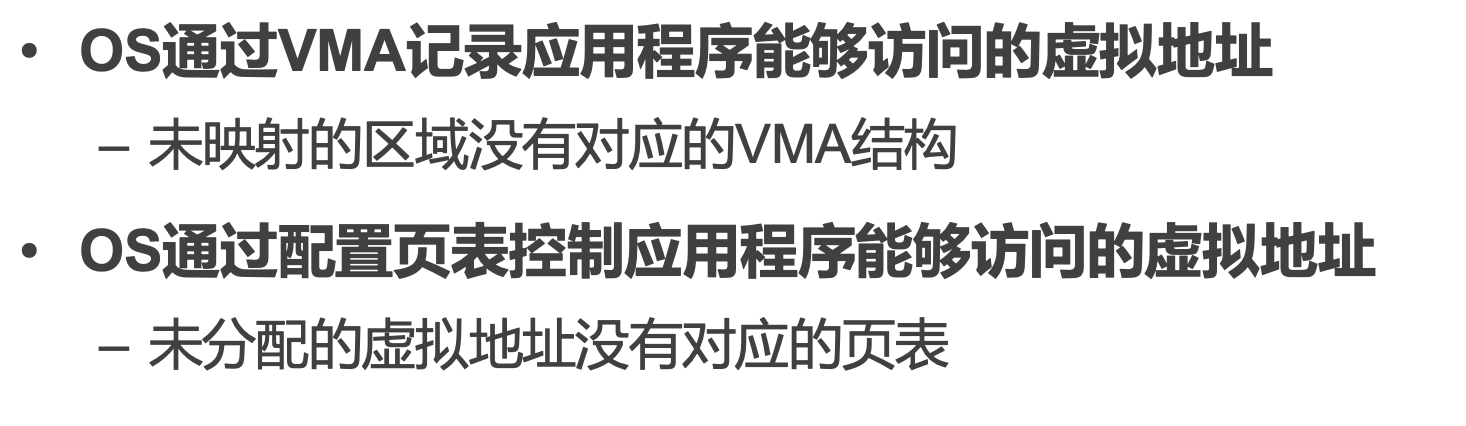 • OS通过VMA记录应用程序能够访问的虚拟地址
– 未映射的区域没有对应的VMA结构
• OS通过配置页表控制应用程序能够访问的虚拟地址
– 未分配的虚拟地址没有对应的页表